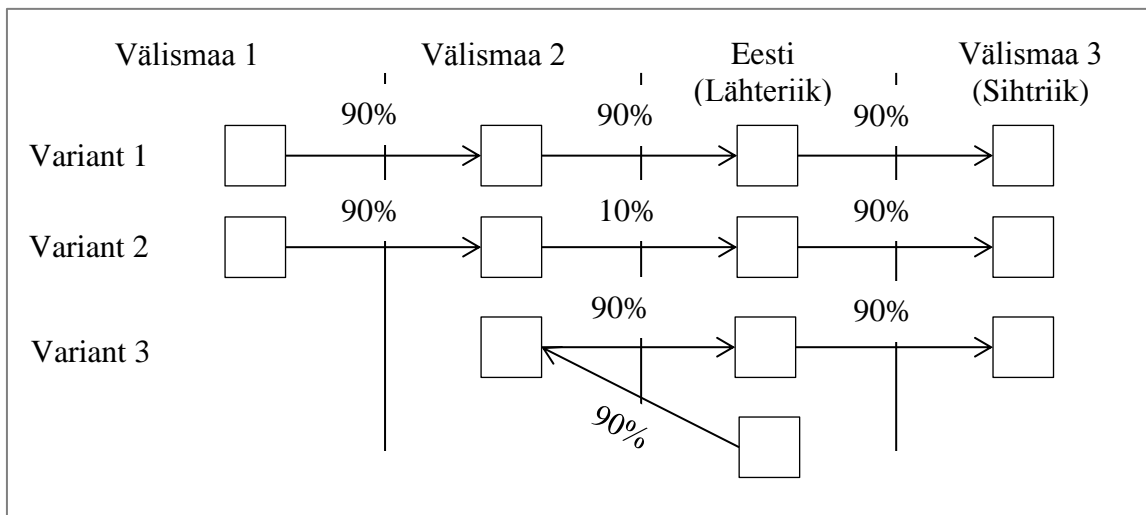 Välismaa 1
Välismaa 2
Eesti
(Lähteriik)
Välismaa 3
(Sihtriik)
90%
90%
90%
Variant 1
90%
10%
90%
Variant 2
90%
90%
Variant 3
90%